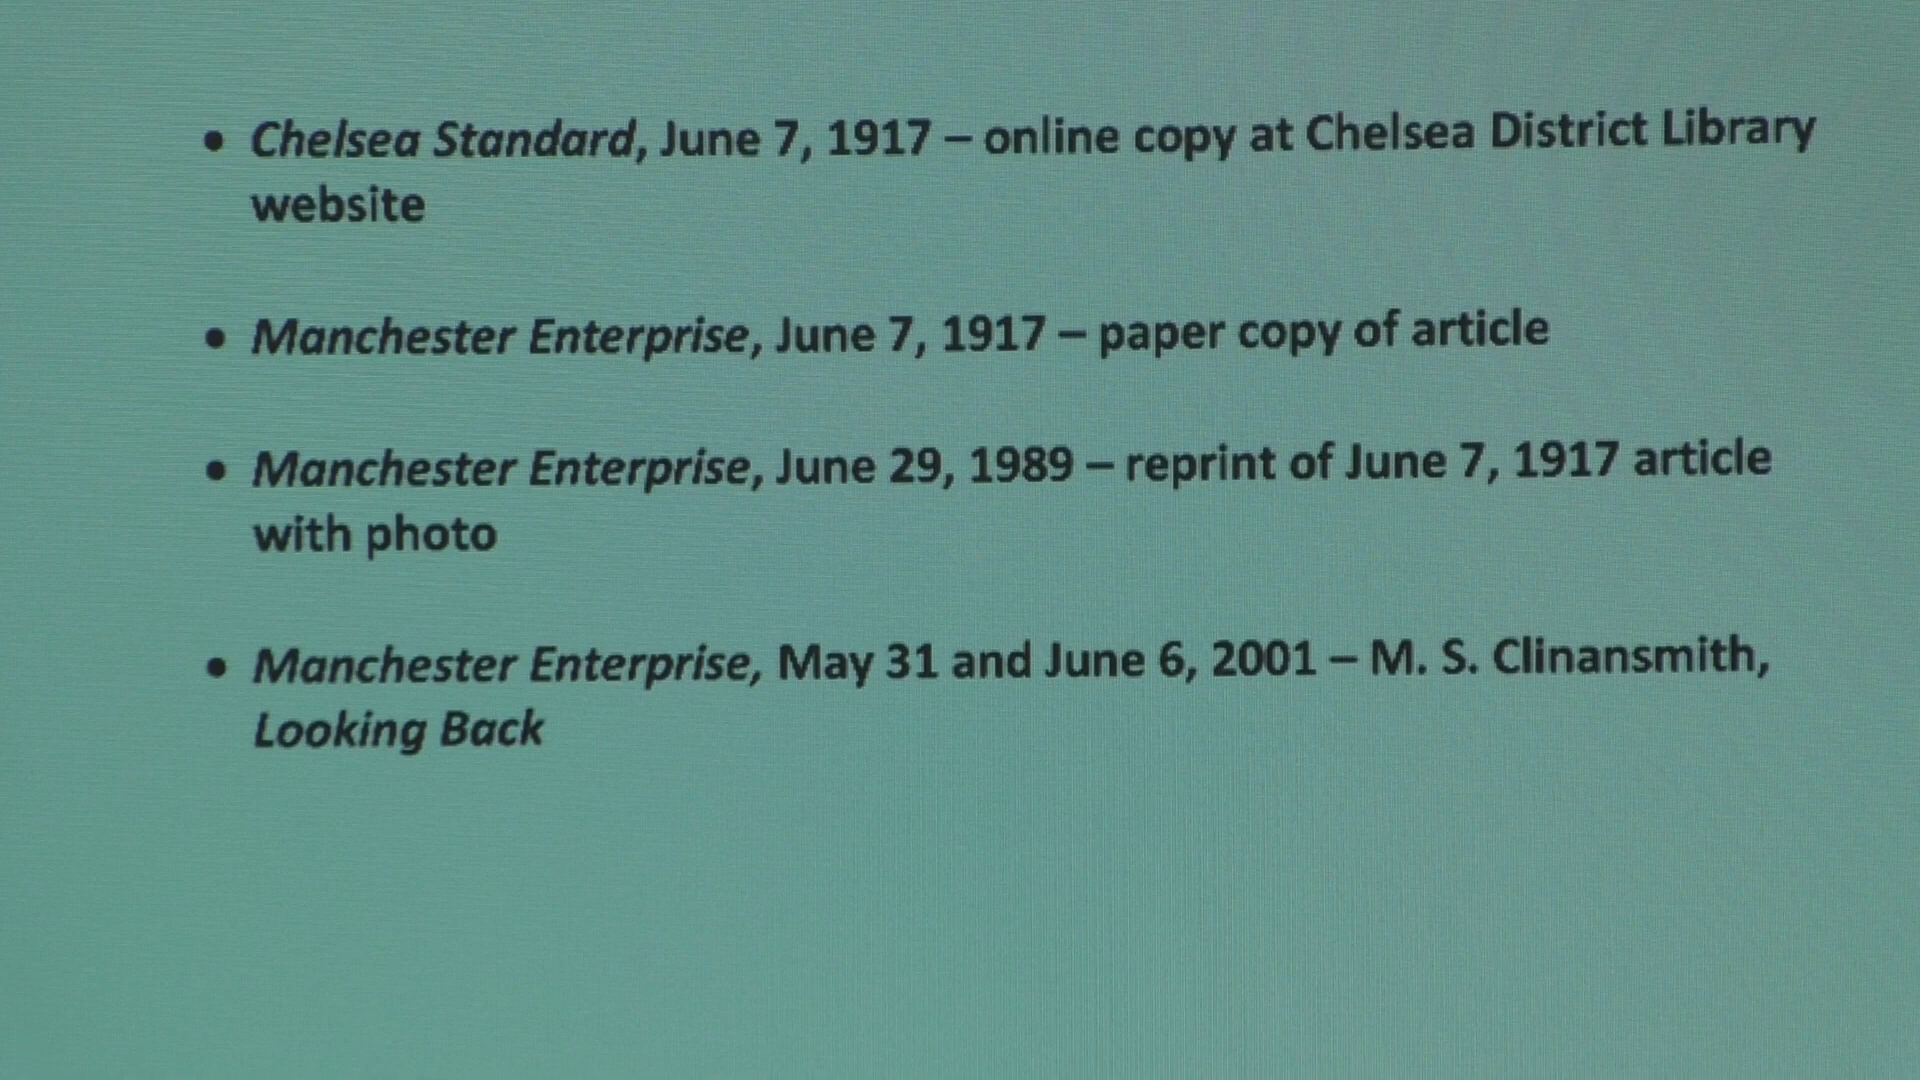 • Chelsea Standard, June 7, 1917 – online copy at Chelsea District Library
website
• Manchester Enterprise, June 7, 1917 – paper copy of article
• Manchester Enterprise, June 29, 1989 – reprint of June 7, 1917 article
with photo
• Manchester Enterprise, May 31 and June 6, 2001 – M. S. Clinansmith,
Looking Back